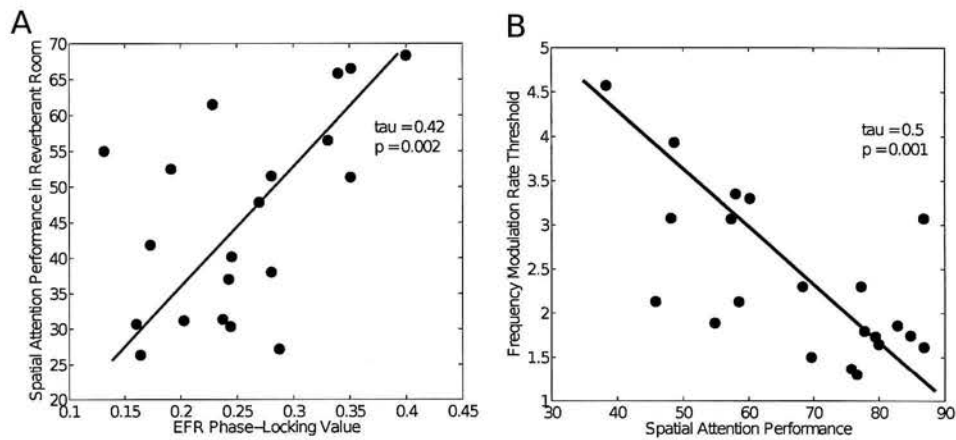 A
B
Spatial Attention Performance in Reverberant Room
70
65
60
55
50
45
40
35
30
25
20
tau = 0.42
p = 0.002
0.1 0.15 0.2 0.25 0.3 0.35 0.4 0.45
EFR Phase-Locking Value
Frequency Modulation Rate Threshold
5
4.5
4
3.5
3
2.5
2
1.5
1
tau = 0.5
p = 0.001
30 40 50 60 70 80 90
Spatial Attention Performance